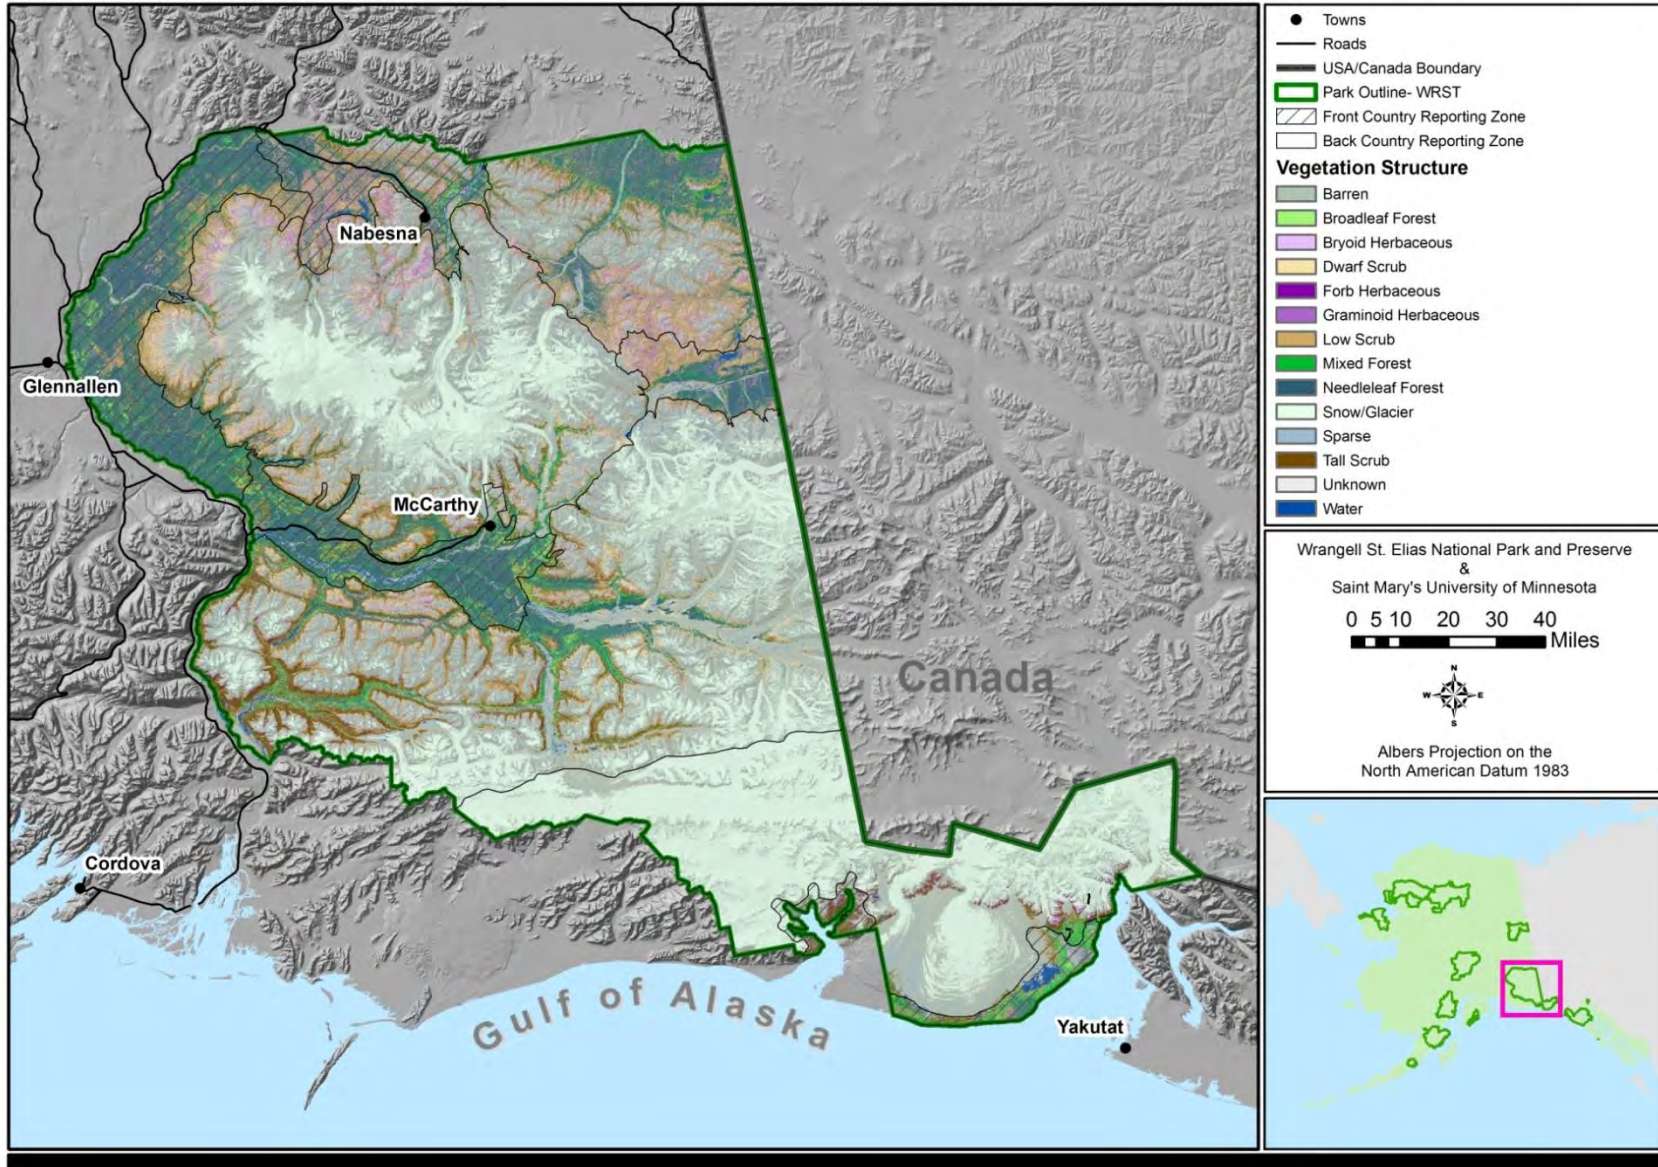 Nabesna
Glennallen
McCarthy
Canada
Cordova
Gulf of Alaska
Yakutat
Towns
Roads
USA/Canada Boundary
Park Outline- WRST
Front Country Reporting Zone
Back Country Reporting Zone
Vegetation Structure
Barren
Broadleaf Forest
Bryoid Herbaceous
Dwarf Scrub
Forb Herbaceous
Graminoid Herbaceous
Low Scrub
Mixed Forest
Needleleaf Forest
Snow/Glacier
Sparse
Tall Scrub
Unknown
Water
Wrangell St. Elias National Park and Preserve
&
Saint Mary's University of Minnesota
0 5 10 20 30 40
Miles
N
W E
S
Albers Projection on the
North American Datum 1983